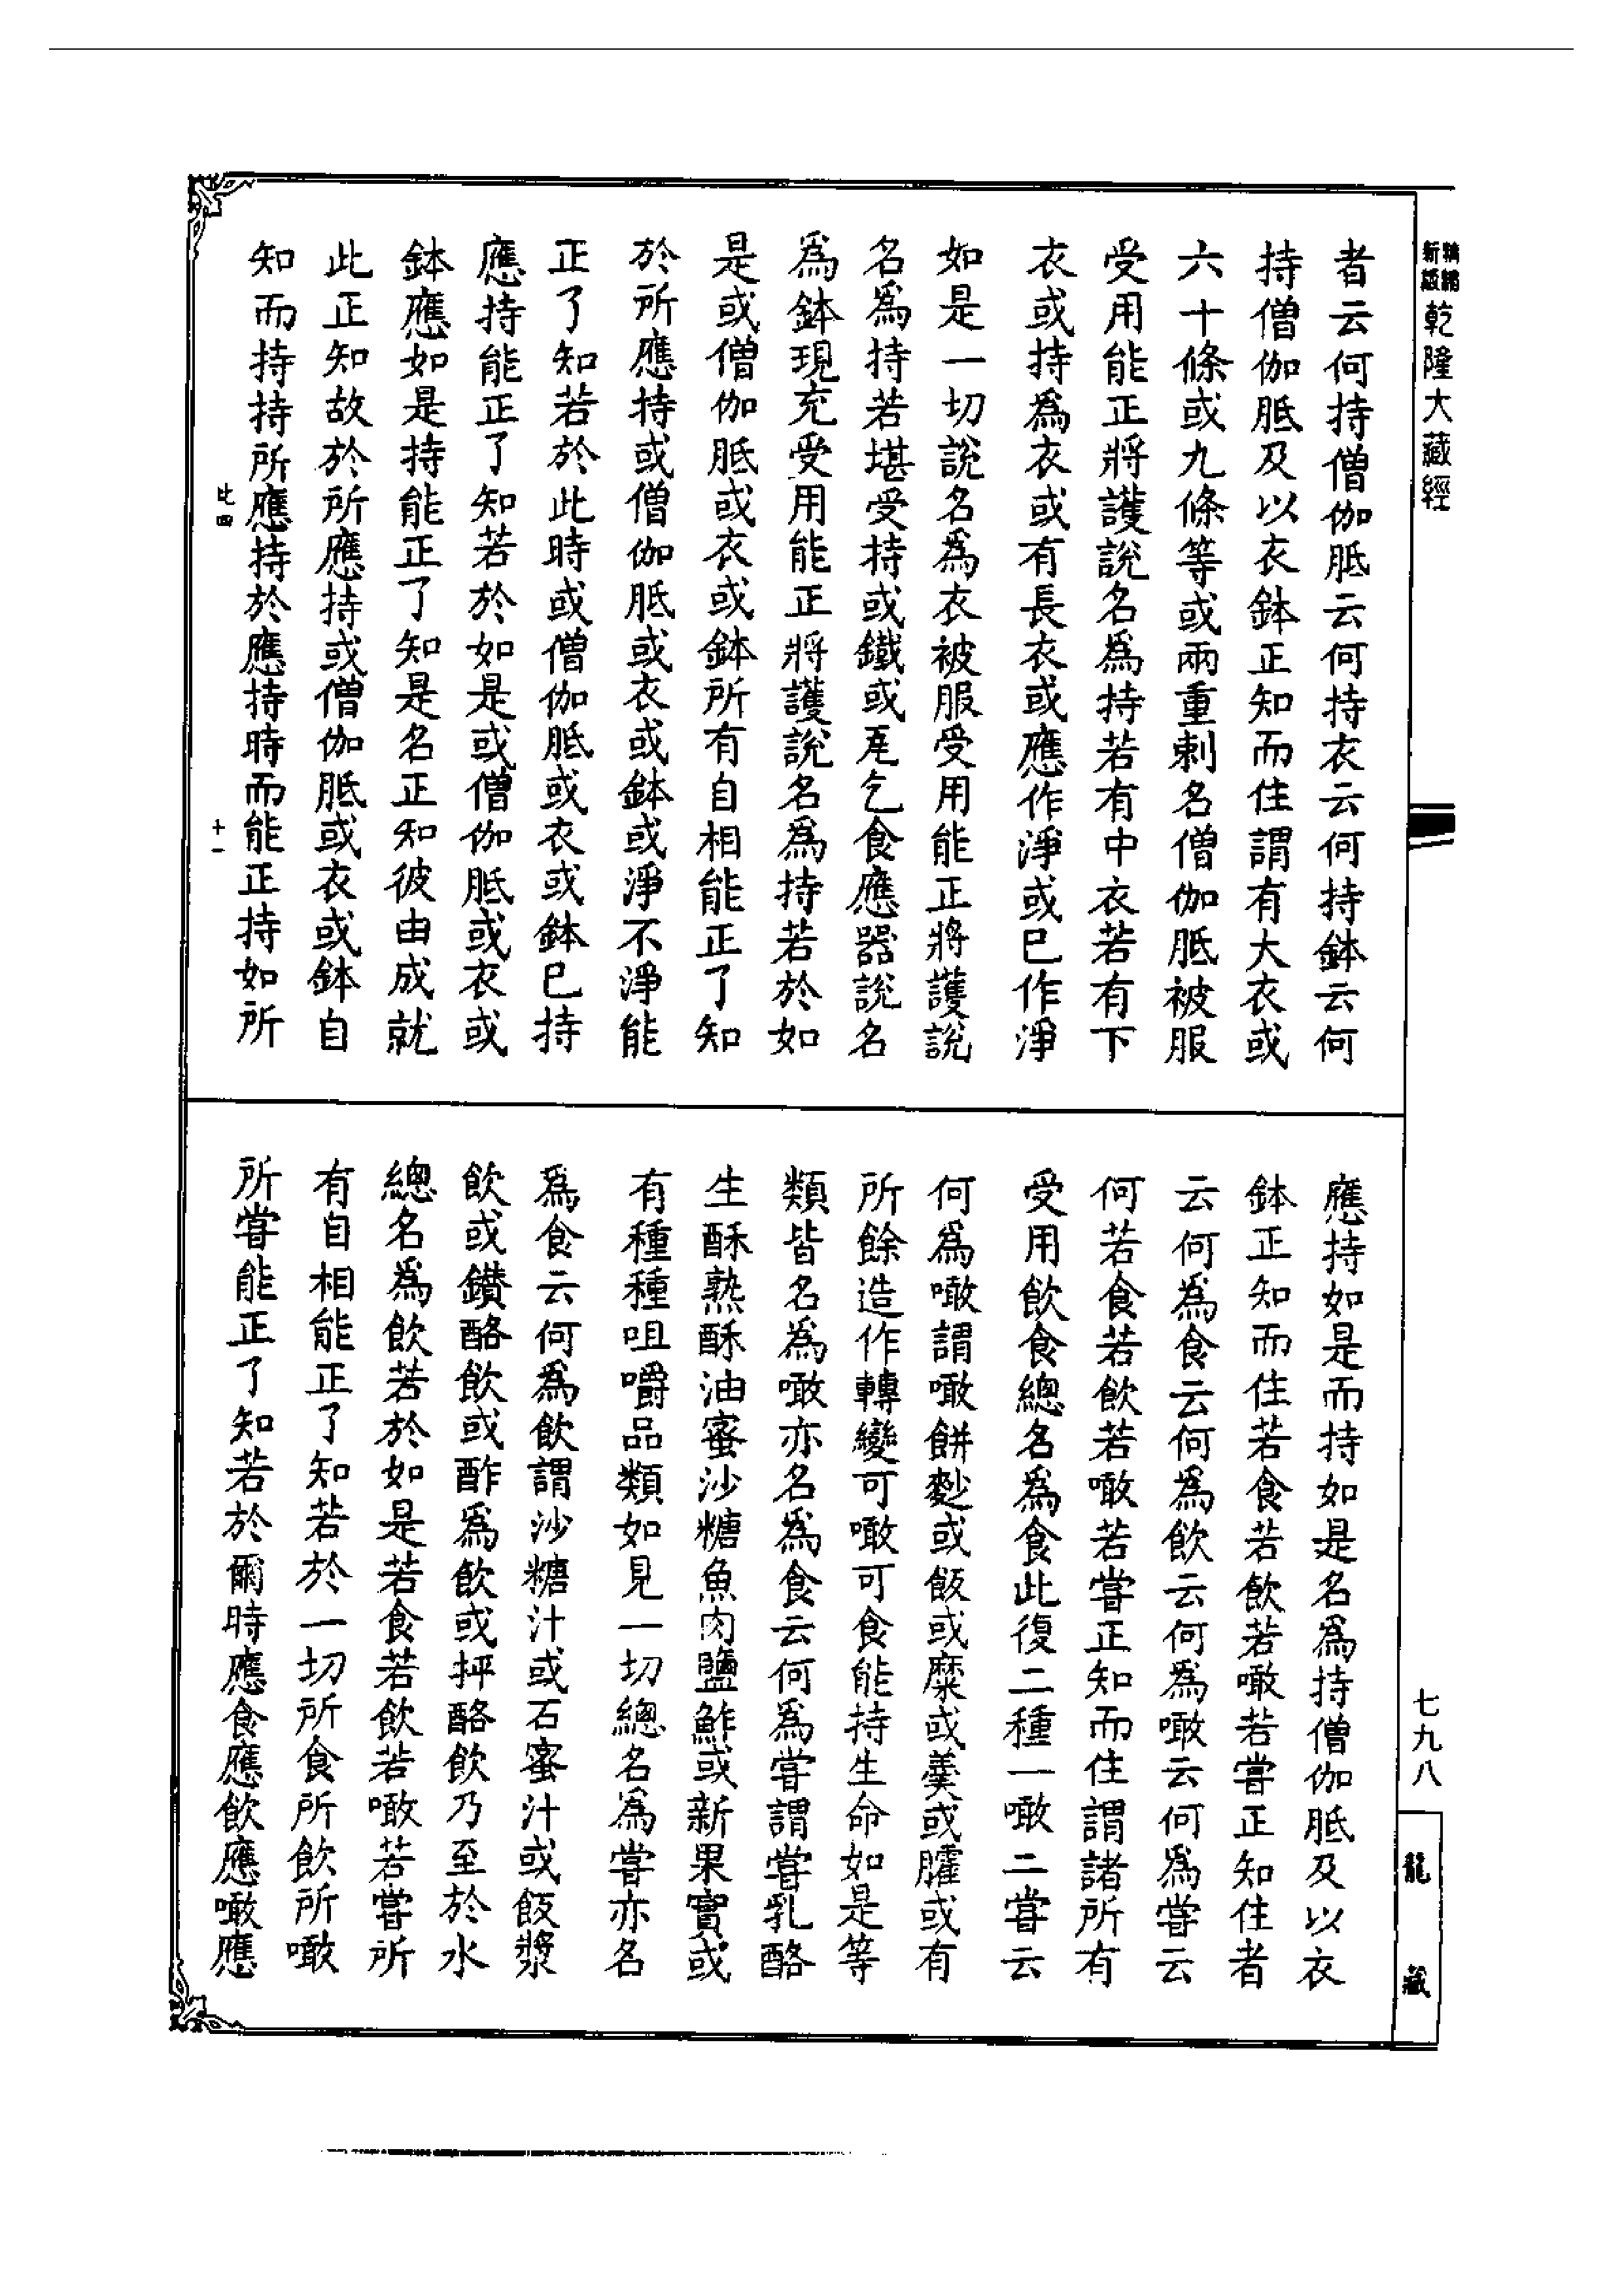 乾隆大藏經
者云何持僧伽胝云何持衣云何持鉢云何
持僧伽胝及以衣鉢正知而住謂有大衣或
六十條或九條等或兩重刺名僧伽胝被服
受用能正將護說名爲持若有中衣若有下
衣或持爲衣或有長衣或應作淨或已作淨
如是一切說名爲衣被服受用能正將護說
名爲持若堪受持或鐵或瓦乞食應器說名
爲鉢現充受用能正將護說名爲持若於如
是或僧伽胝或衣或鉢所有自相能正了知
於所應持或僧伽胝或衣或鉢或淨不淨能
正了知若於此時或僧伽胝或衣或鉢已持
應持能正了知若於如是或僧伽胝或衣或
鉢應如是持能正了知是名正知彼由成就
此正知故於所應持或僧伽胝或衣或鉢自
知而持持所應持於應持時而能正持如所
此四
十一
應持如是而持如是名爲持僧伽胝及以衣
鉢正知而住若食若飲若噉若嘗正知住者
云何爲食云何爲飲云何爲噉云何爲嘗云
何若食若飲若噉若嘗正知而住謂諸所有
受用飲食總名爲食此復二種一噉二嘗云
何爲噉謂噉餅麨或飯或糜或羹或臛或有
所餘造作轉變可噉可食能持生命如是等
類皆名爲噉亦名爲食云何爲嘗謂嘗乳酪
生酥熟酥油蜜沙糖魚肉鹽鮓或新果實或
有種種咀嚼品類如見一切總名爲嘗亦名
爲食云何爲飲謂沙糖汁或石蜜汁或飯漿
飲或鑽酪飲或酢爲飲或抨酪飲乃至於水
總名爲飲若於如是若食若飲若噉若嘗所
有自相能正了知若於一切所食所飲所噉
所嘗能正了知若於爾時應食應飲應噉應
七九八
龍
藏